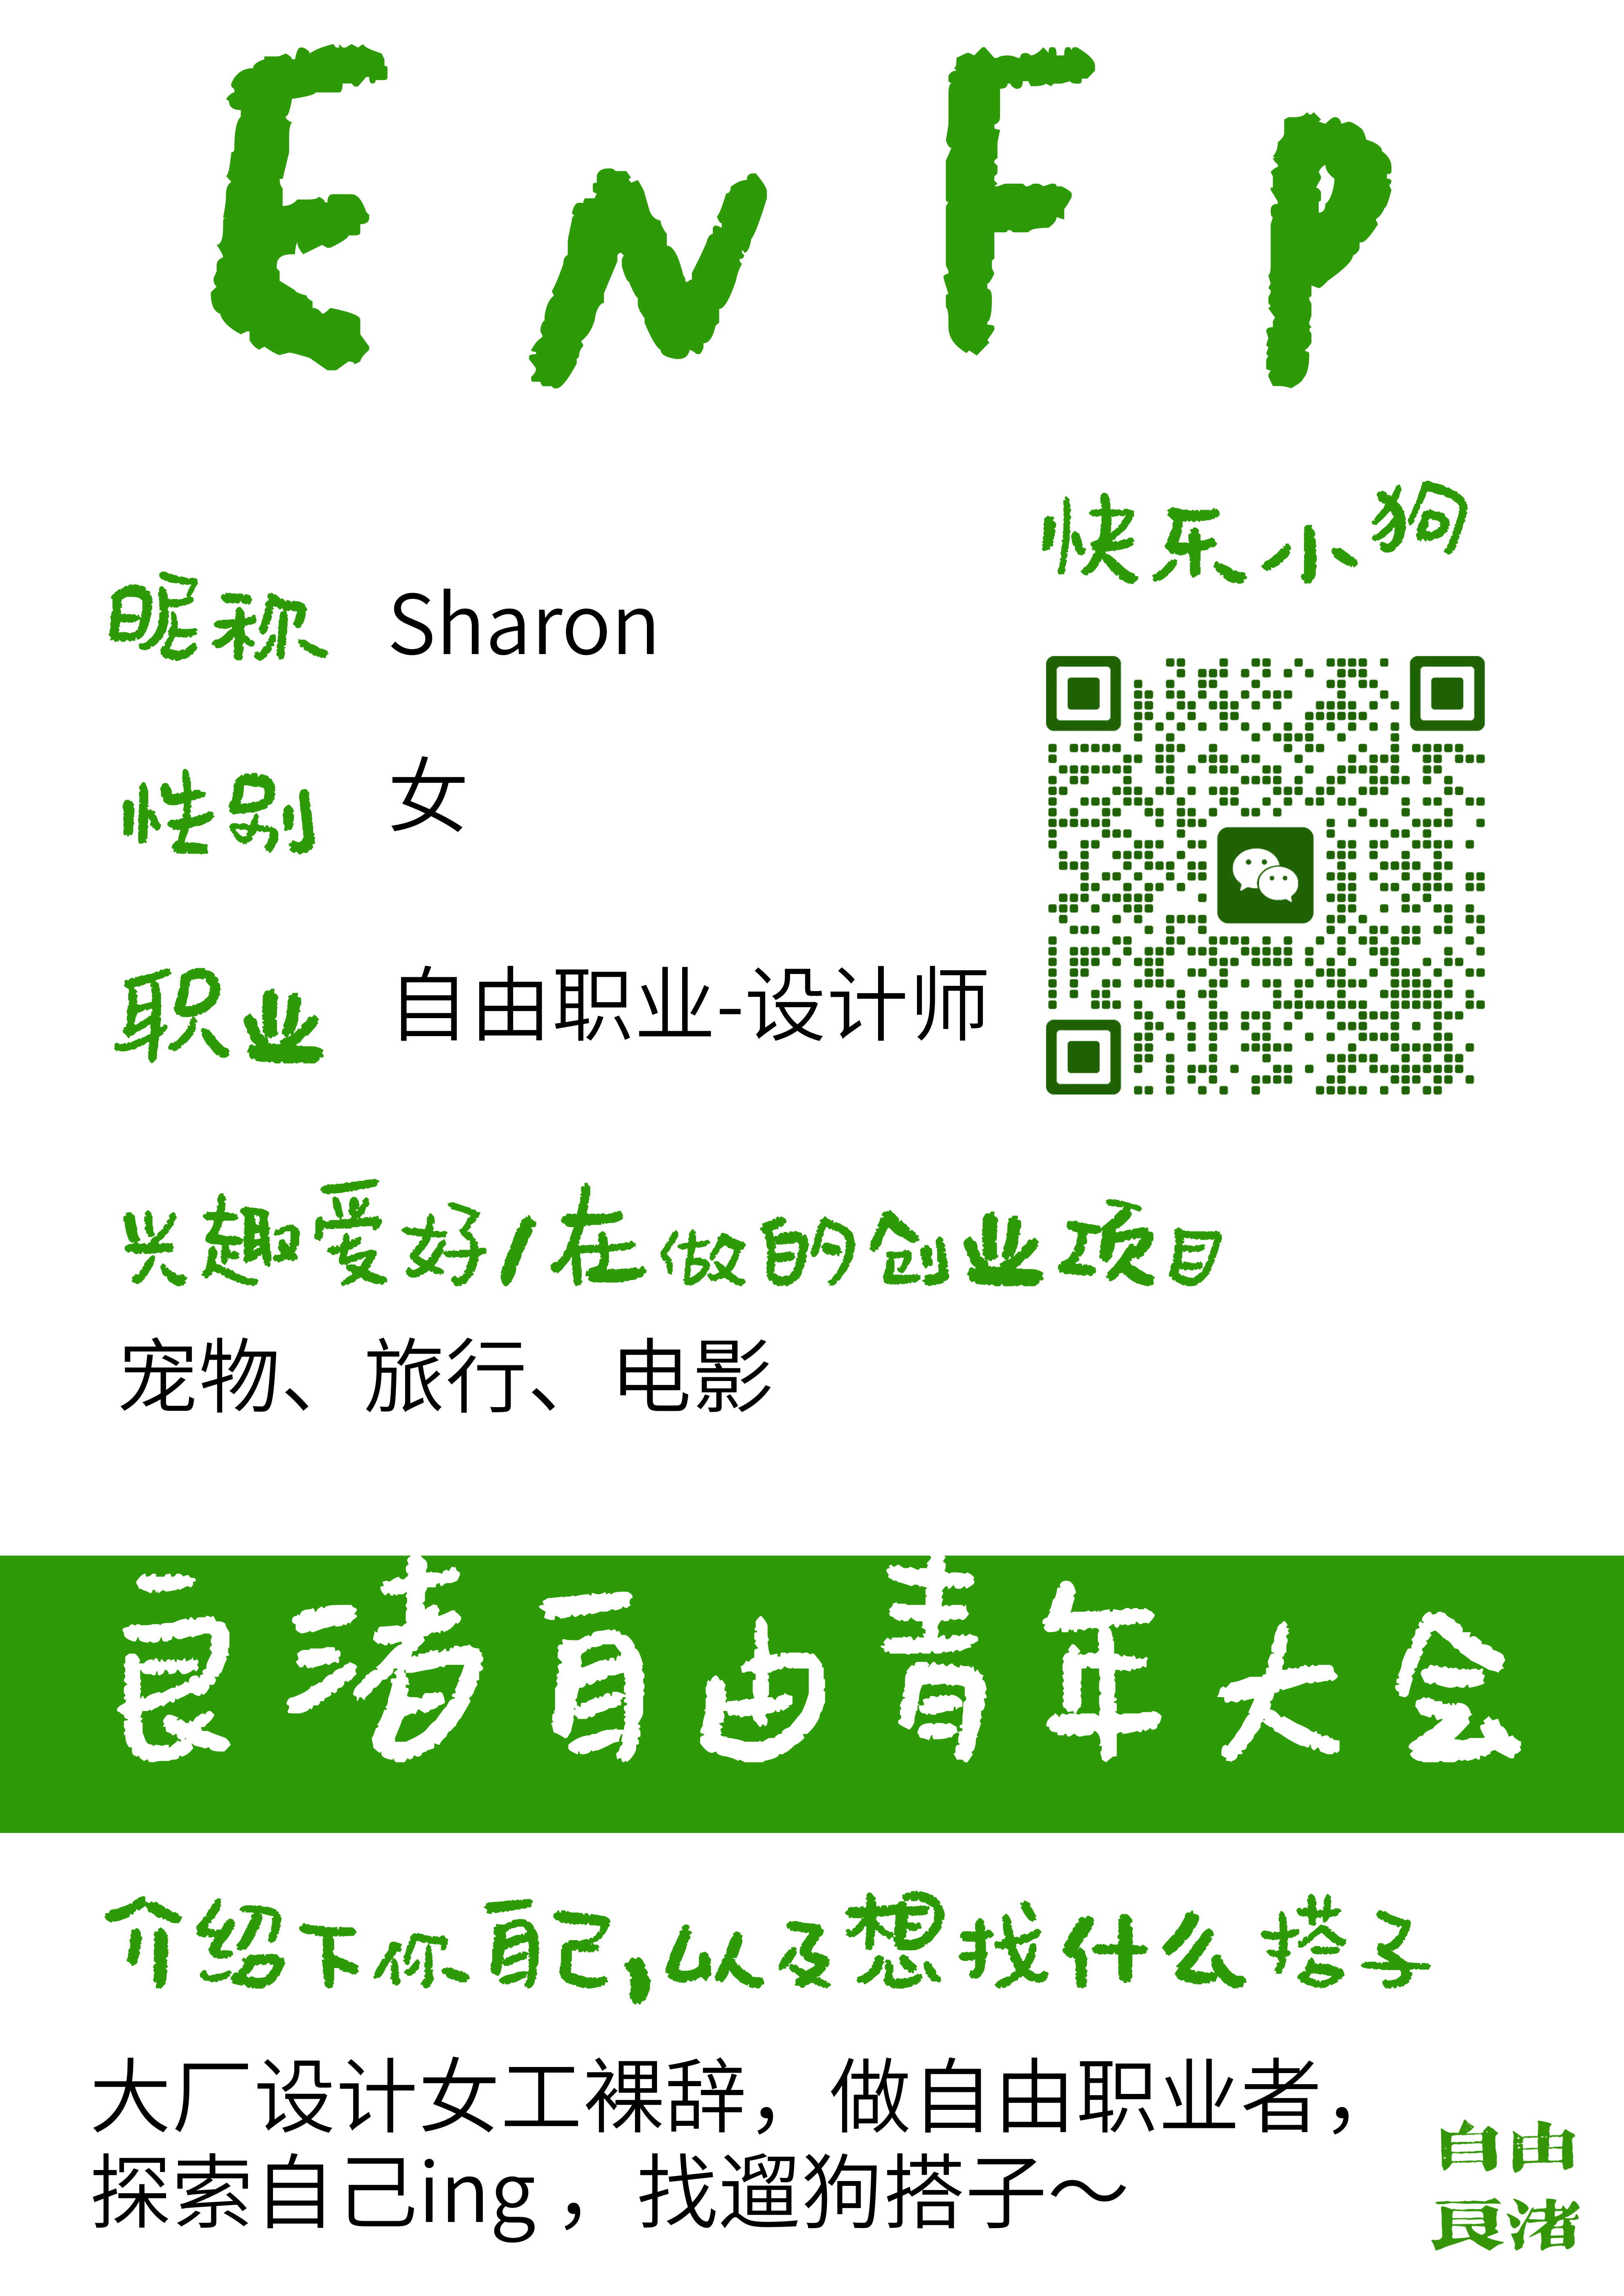 ENFP
快乐小狗
昵称 Sharon
性别 女
职业 自由职业-设计师
兴趣爱好/在做的创业项目
宠物、旅行、电影
良渚自由青年大会
介绍下你自己,以及想找什么搭子
大厂设计女工裸辞，做自由职业者，
探索自己ing，找遛狗搭子～
自由
良渚